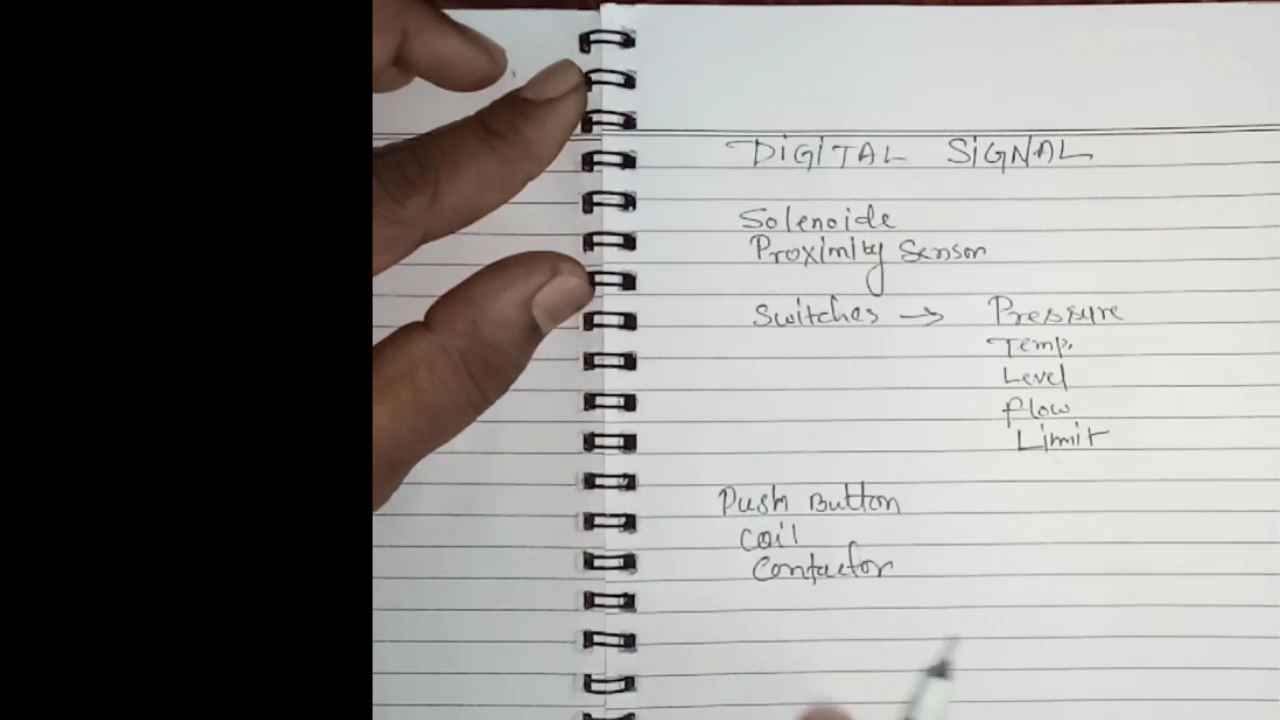 DIGITAL SIGNAL
Solenoide
Proximity Sensor
Switches → Pressure
Temp.
Level
flow
Limit
Push Button
Coil
Contactor